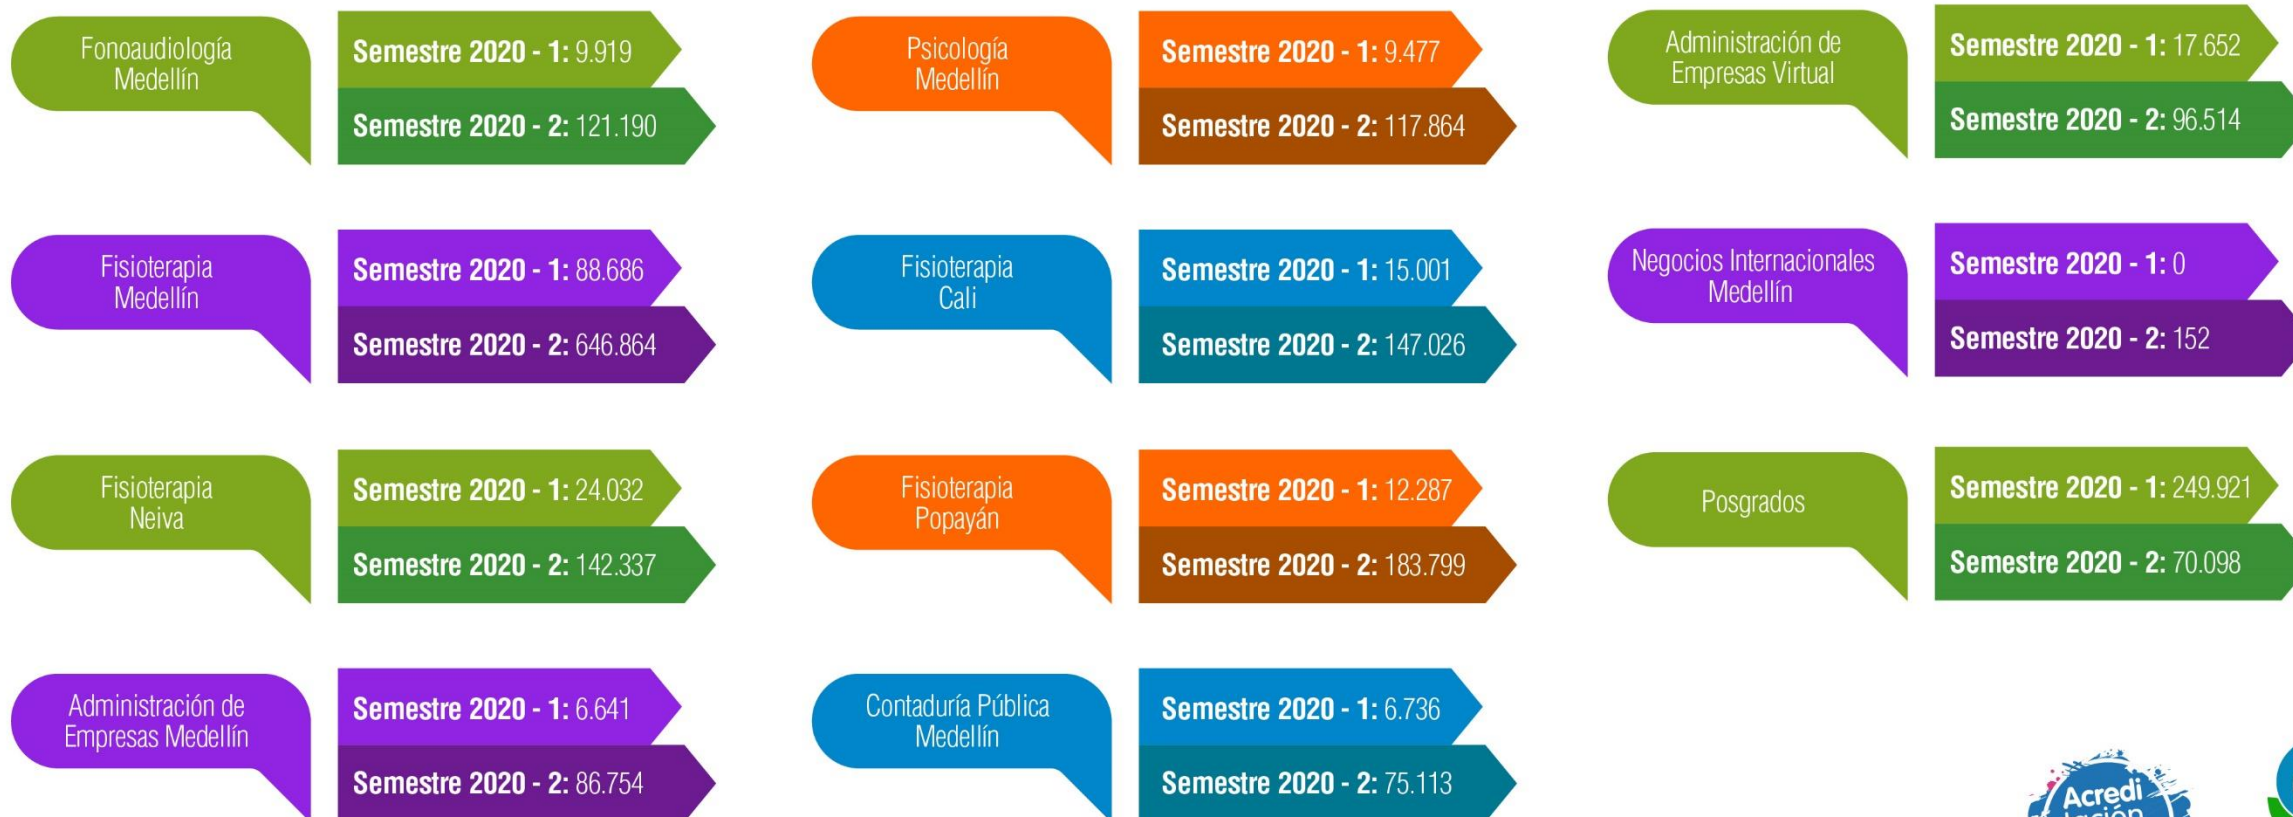 Fonoaudiología
Medellín
Semestre 2020 - 1: 9.919
Semestre 2020 - 2: 121.190
Psicología
Medellín
Semestre 2020 - 1: 9.477
Semestre 2020 - 2: 117.864
Administración de
Empresas Virtual
Semestre 2020 - 1: 17.652
Semestre 2020 - 2: 96.514
Fisioterapia
Medellín
Semestre 2020 - 1: 88.686
Semestre 2020 - 2: 646.864
Fisioterapia
Cali
Semestre 2020 - 1: 15.001
Semestre 2020 - 2: 147.026
Negocios Internacionales
Medellín
Semestre 2020 - 1: 0
Semestre 2020 - 2: 152
Fisioterapia
Neiva
Semestre 2020 - 1: 24.032
Semestre 2020 - 2: 142.337
Fisioterapia
Popayán
Semestre 2020 - 1: 12.287
Semestre 2020 - 2: 183.799
Posgrados
Semestre 2020 - 1: 249.921
Semestre 2020 - 2: 70.098
Administración de
Empresas Medellín
Semestre 2020 - 1: 6.641
Semestre 2020 - 2: 86.754
Contaduría Pública
Medellín
Semestre 2020 - 1: 6.736
Semestre 2020 - 2: 75.113
Acredi